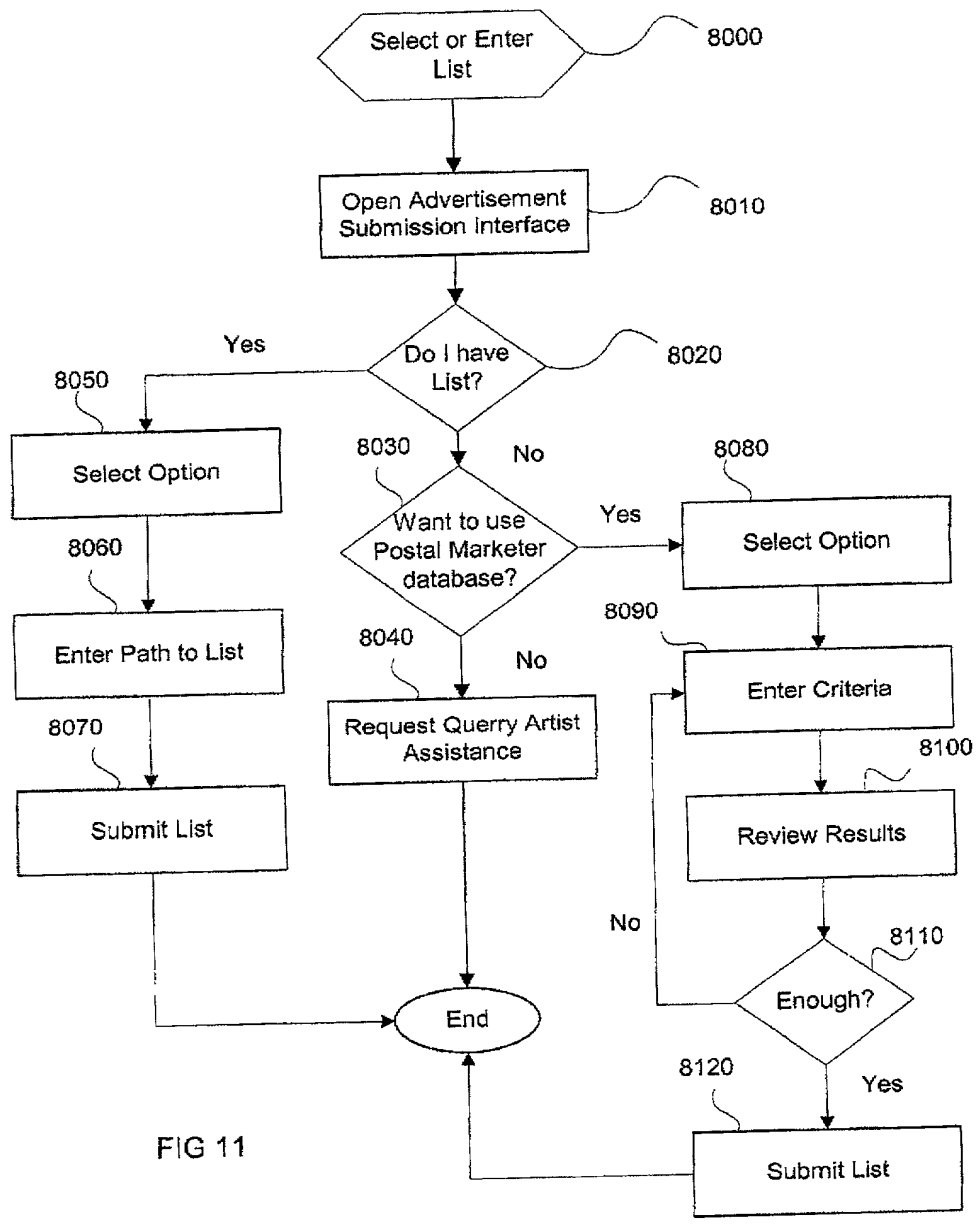 Select or Enter
List
8000
Open Advertisement
Submission Interface
8010
Do I have
List?
8020
Yes
No
8050
Select Option
8030
Want to use
Postal Marketer
database?
Yes
No
8080
Select Option
8060
Enter Path to List
8040
Request Querry Artist
Assistance
8090
Enter Criteria
8070
Submit List
8100
Review Results
No
8110
Enough?
Yes
End
8120
Submit List
FIG 11